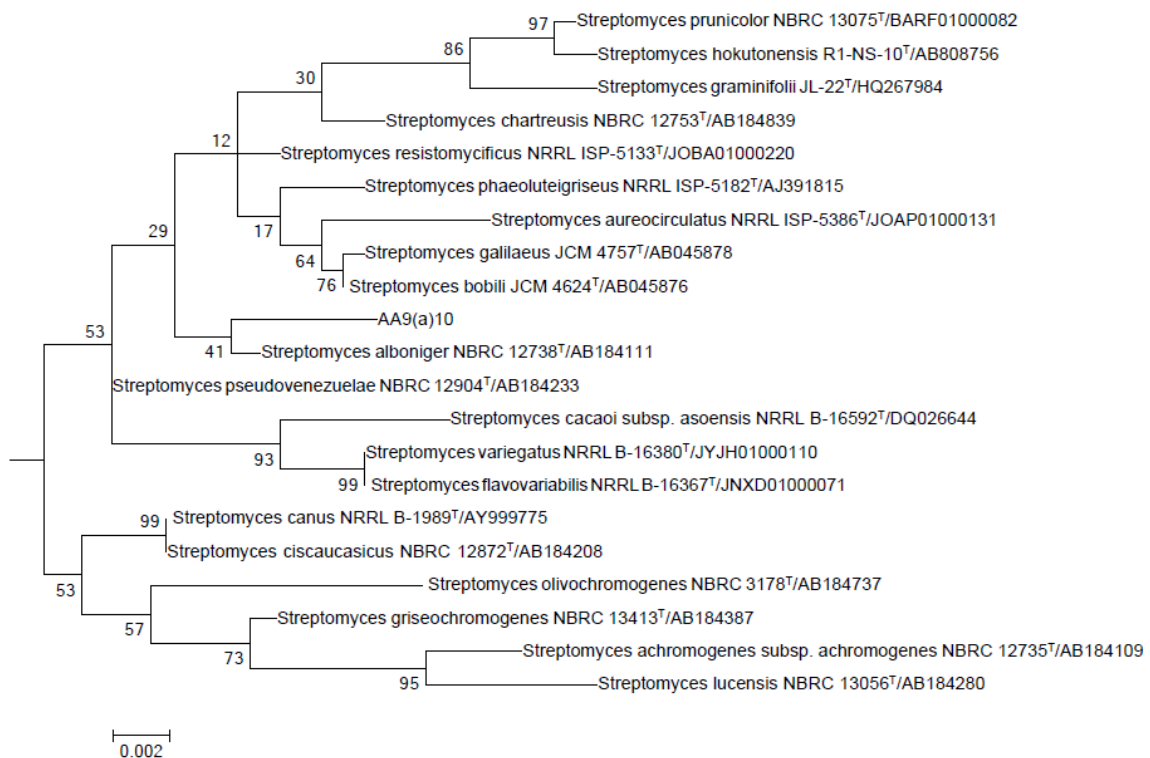 97
Streptomyces prunicolor NBRC 13075ᵀ/BARF01000082
86
Streptomyces hokutonensis R1-NS-10ᵀ/AB808756
30
Streptomyces graminifolii JL-22ᵀ/HQ267984
Streptomyces chartreusis NBRC 12753ᵀ/AB184839
12
Streptomyces resistomycificus NRRL ISP-5133ᵀ/JOBA01000220
Streptomyces phaeoluteigriseus NRRL ISP-5182ᵀ/AJ391815
29
17
Streptomyces aureocirculatus NRRL ISP-5386ᵀ/JOAP01000131
64
Streptomyces galilaeus JCM 4757ᵀ/AB045878
76
Streptomyces bobili JCM 4624ᵀ/AB045876
53
AA9(a)10
41
Streptomyces alboniger NBRC 12738ᵀ/AB184111
Streptomyces pseudovenezuelae NBRC 12904ᵀ/AB184233
Streptomyces cacaoi subsp. asoensis NRRL B-16592ᵀ/DQ026644
93
Streptomyces variegatus NRRL B-16380ᵀ/JYJH01000110
99
Streptomyces flavovariabilis NRRL B-16367ᵀ/JNXD01000071
99
Streptomyces canus NRRL B-1989ᵀ/AY999775
Streptomyces ciscaucasicus NBRC 12872ᵀ/AB184208
53
Streptomyces olivochromogenes NBRC 3178ᵀ/AB184737
57
Streptomyces griseochromogenes NBRC 13413ᵀ/AB184387
73
Streptomyces achromogenes subsp. achromogenes NBRC 12735ᵀ/AB184109
95
Streptomyces lucensis NBRC 13056ᵀ/AB184280
0.002